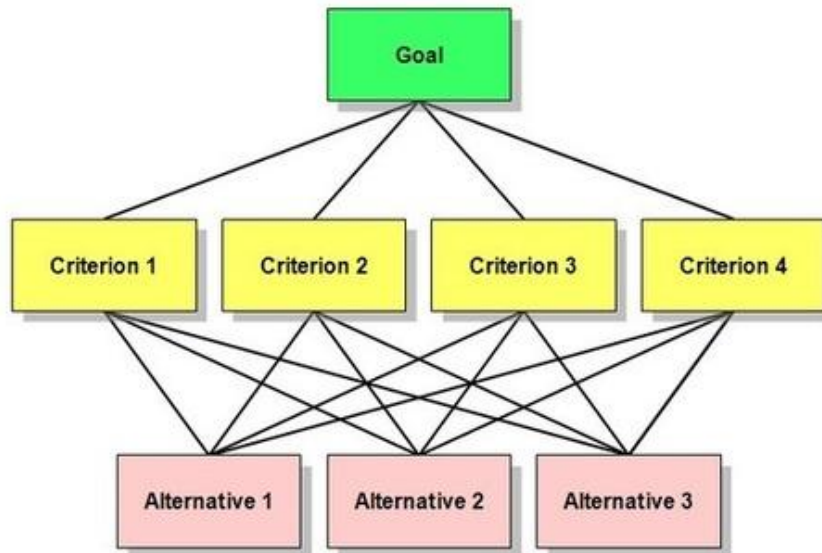 Goal
Criterion 1
Criterion 2
Criterion 3
Criterion 4
Alternative 1
Alternative 2
Alternative 3